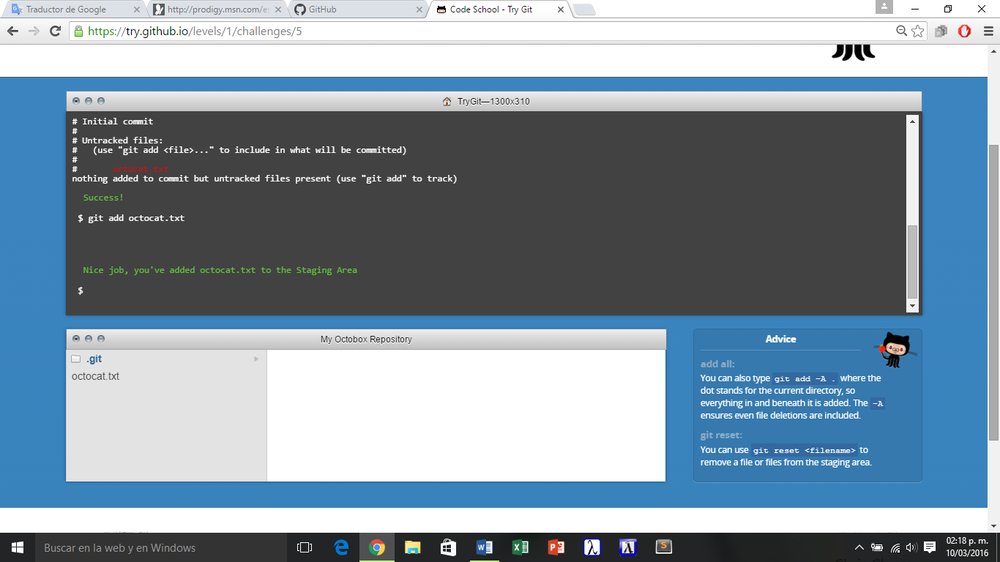 Traductor de Google
http://prodigy.msn.com/es
GitHub
Code School - Try Git
https://try.github.io/levels/1/challenges/5
TryGit—1300x310
# Initial commit
#
# Untracked files:
#   (use "git add <file>..." to include in what will be committed)
#
#       octocat.txt
nothing added to commit but untracked files present (use "git add" to track)
Success!
$ git add octocat.txt
Nice job, you've added octocat.txt to the Staging Area
$
My Octobox Repository
.git
octocat.txt
Advice
add all:
You can also type git add -A . where the
dot stands for the current directory, so
everything in and beneath it is added. The -A
ensures even file deletions are included.
git reset:
You can use git reset <filename> to
remove a file or files from the staging area.
Buscar en la web y en Windows
02:18 p. m.
10/03/2016